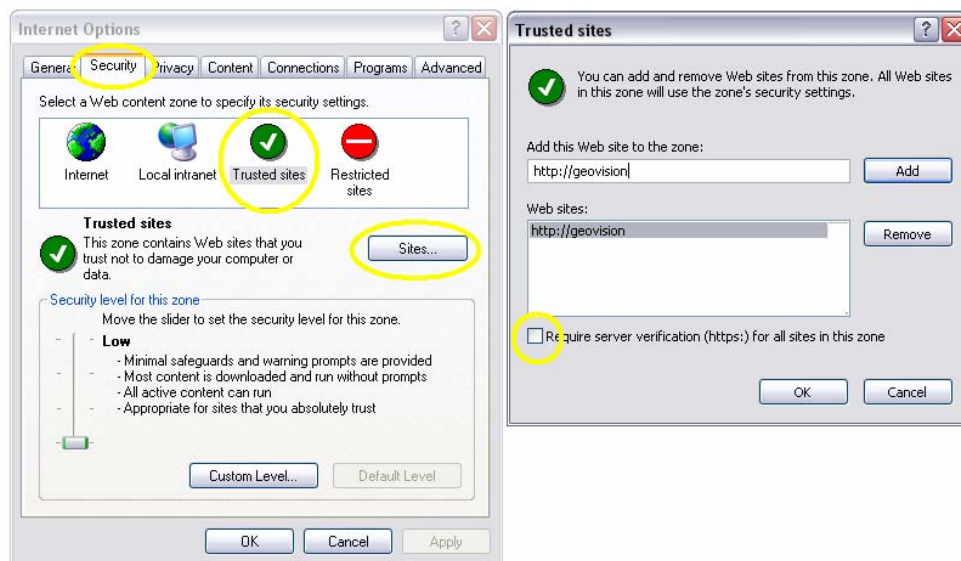 Internet Options
General Security Privacy Content Connections Programs Advanced
Select a Web content zone to specify its security settings.
Internet
Local intranet
Trusted sites
Restricted
sites
Trusted sites
This zone contains Web sites that you
trust not to damage your computer or
data.
Sites...
Security level for this zone
Move the slider to set the security level for this zone.
Low
- Minimal safeguards and warning prompts are provided
- Most content is downloaded and run without prompts
- All active content can run
- Appropriate for sites that you absolutely trust
Custom Level...
Default Level
OK
Cancel
Apply
Trusted sites
You can add and remove Web sites from this zone. All Web sites
in this zone will use the zone's security settings.
Add this Web site to the zone:
http://geovision
Add
Web sites:
http://geovision
Remove
Require server verification (https:) for all sites in this zone
OK
Cancel